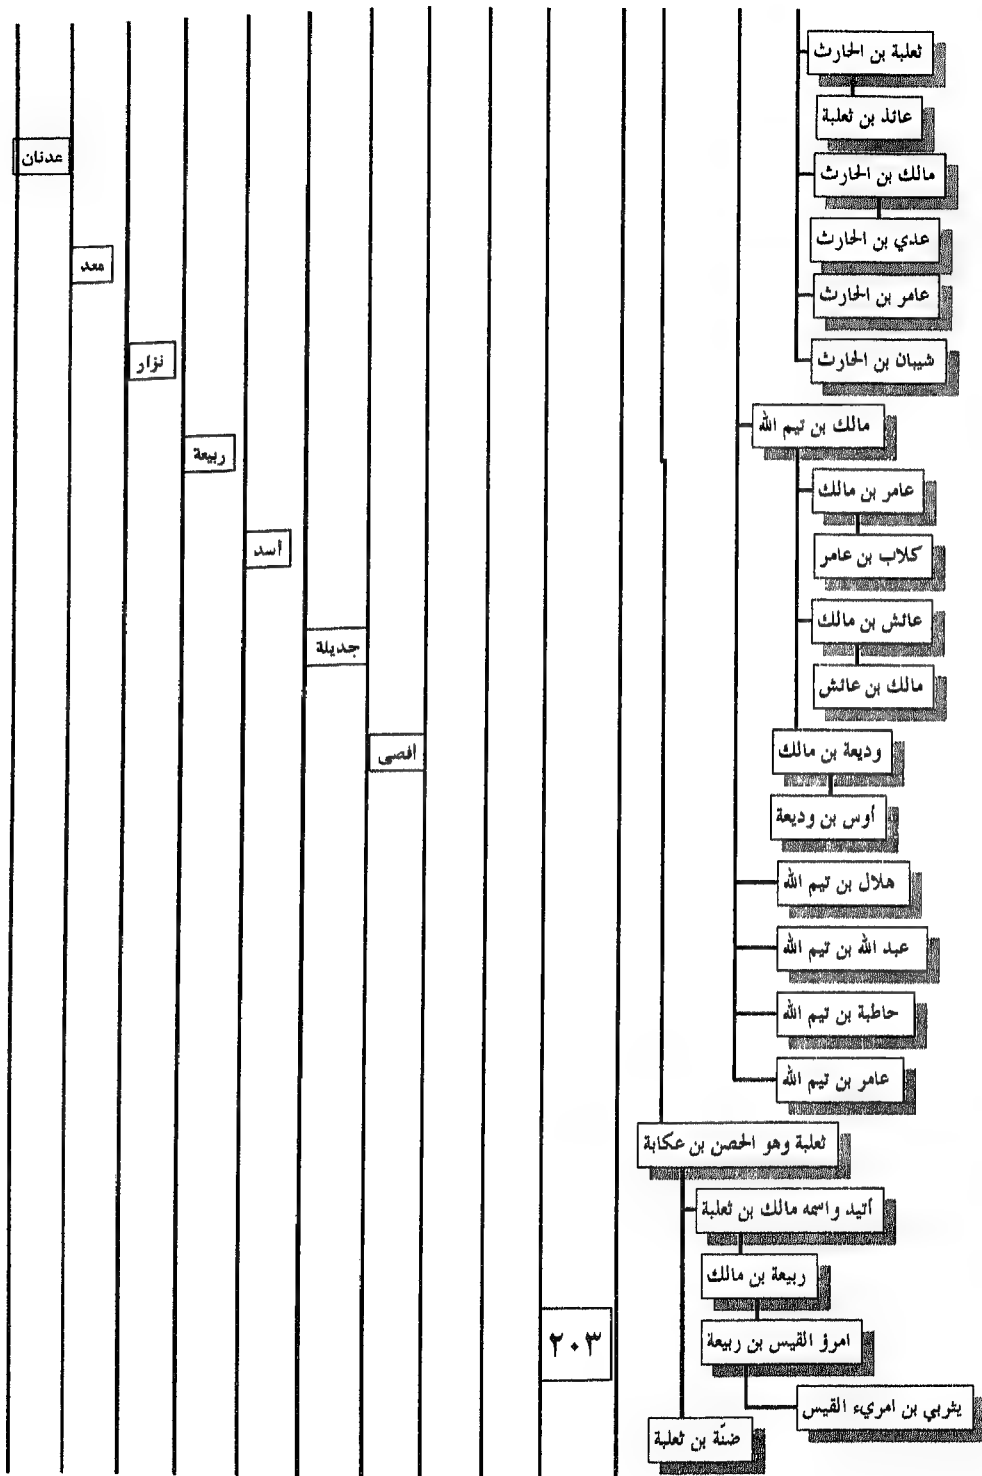 ثعلبة بن الحارث
عائذ بن ثعلبة
مالك بن الحارث
عدي بن الحارث
عامر بن الحارث
شيبان بن الحارث
مالك بن تيم الله
عامر بن مالك
كلاب بن عامر
عائش بن مالك
مالك بن عائش
وديعة بن مالك
أوس بن وديعة
هلال بن تيم الله
عبد الله بن تيم الله
حاطبة بن تيم الله
عامر بن تيم الله
ثعلبة وهو الحصن بن عكابة
أتيد واسمه مالك بن ثعلبة
ربيعة بن مالك
امرؤ القيس بن ربيعة
يثربي بن امريء القيس
ضنّة بن ثعلبة
عدنان
معد
نزار
ربيعة
أسد
جديلة
أفصى
٢٠٣